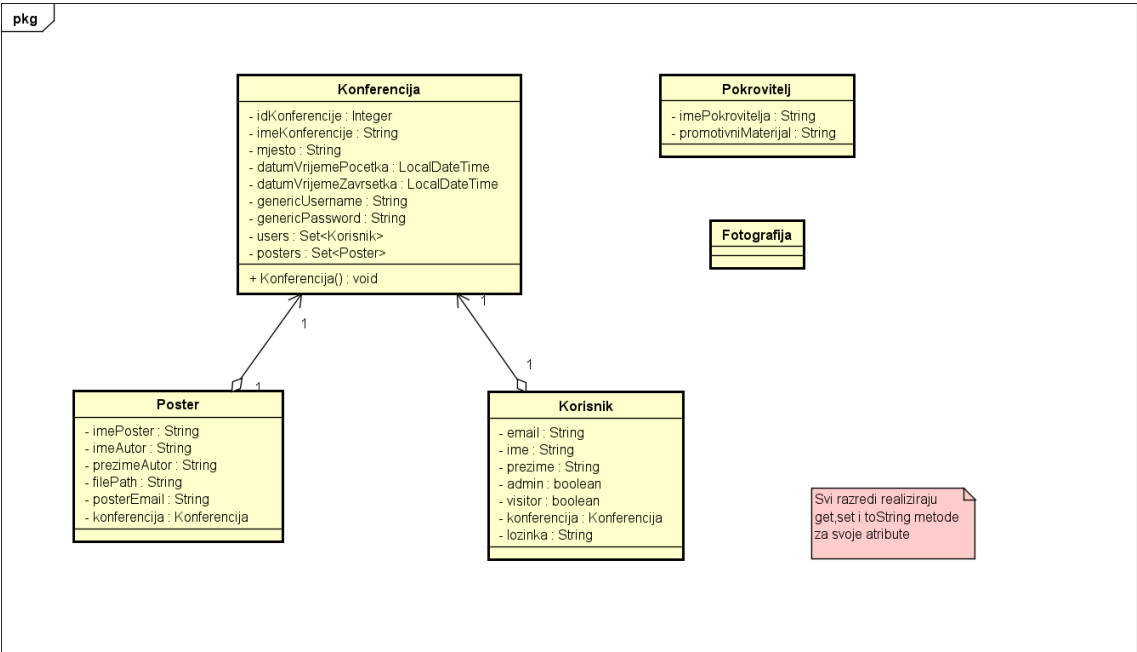 pkg
Konferencija
- idKonferencije : Integer
- imeKonferencije : String
- mjesto : String
- datumVrijemePocetka : LocalDateTime
- datumVrijemeZavrsetka : LocalDateTime
- genericUsername : String
- genericPassword : String
- users : Set<Korisnik>
- posters : Set<Poster>
+ Konferencija() : void
Pokrovitelj
- imePokrovitelja : String
- promotivniMaterijal : String
Fotografija
1
1
1
1
Poster
- imePoster : String
- imeAutor : String
- prezimeAutor : String
- filePath : String
- posterEmail : String
- konferencija : Konferencija
Korisnik
- email : String
- ime : String
- prezime : String
- admin : boolean
- visitor : boolean
- konferencija : Konferencija
- lozinka : String
Svi razredi realiziraju
get,set i toString metode
za svoje atribute